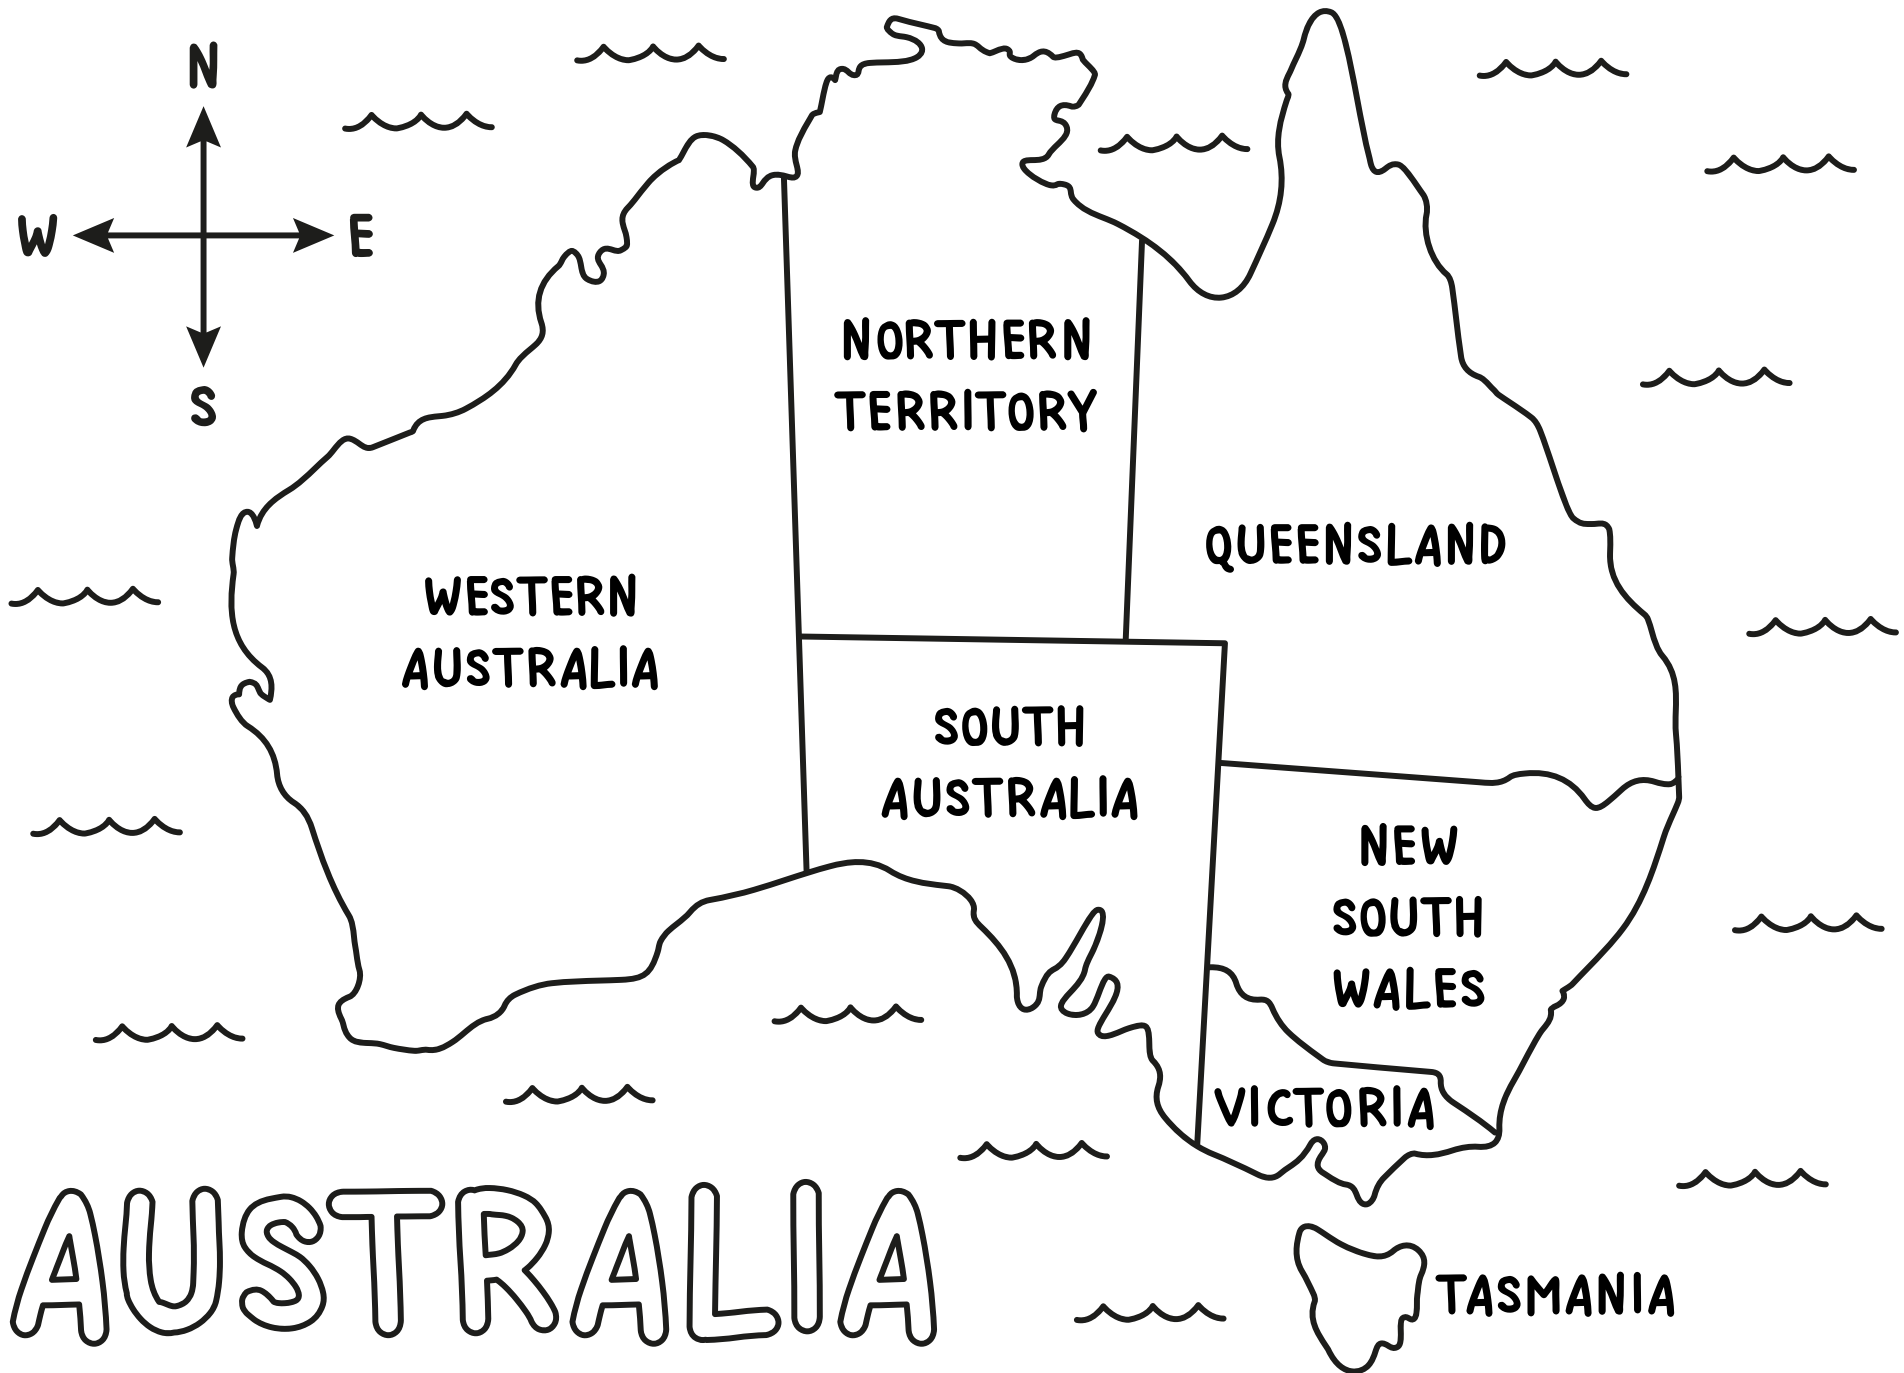 N
W
E
S
NORTHERN
TERRITORY
QUEENSLAND
WESTERN
AUSTRALIA
SOUTH
AUSTRALIA
NEW
SOUTH
WALES
VICTORIA
TASMANIA
AUSTRALIA